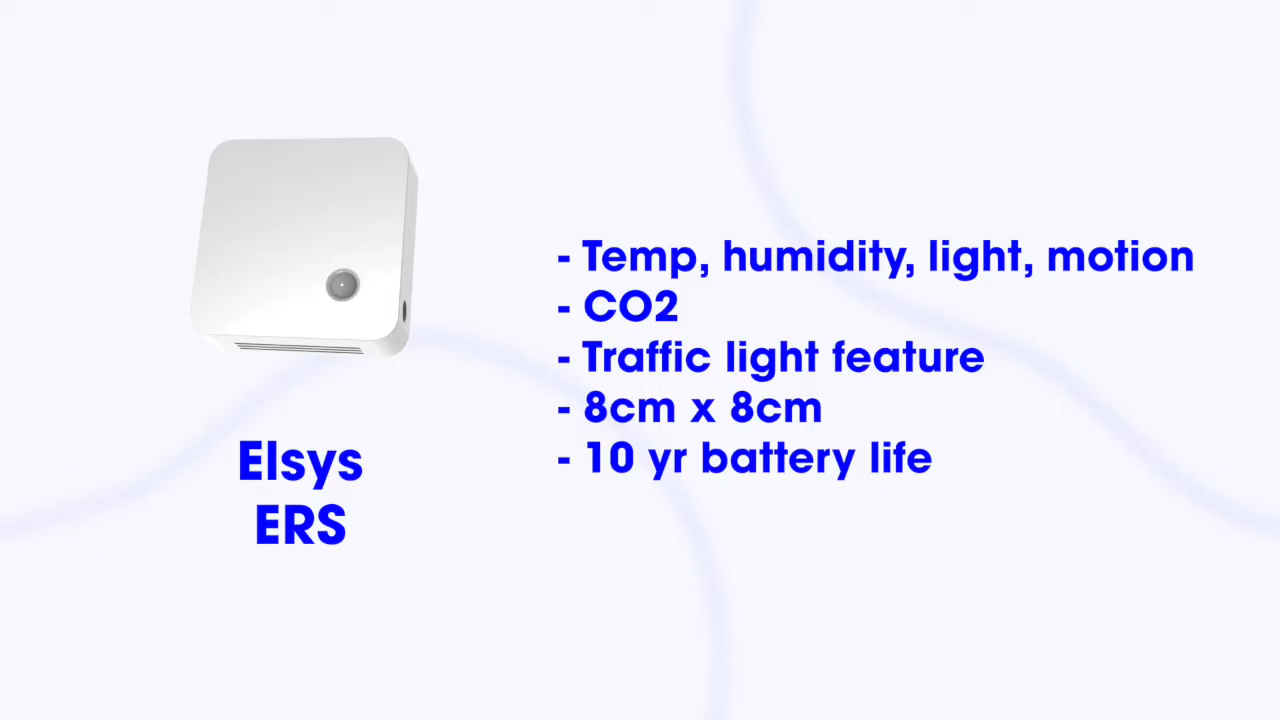 Elsys
ERS
- Temp, humidity, light, motion
- CO2
- Traffic light feature
- 8cm x 8cm
- 10 yr battery life